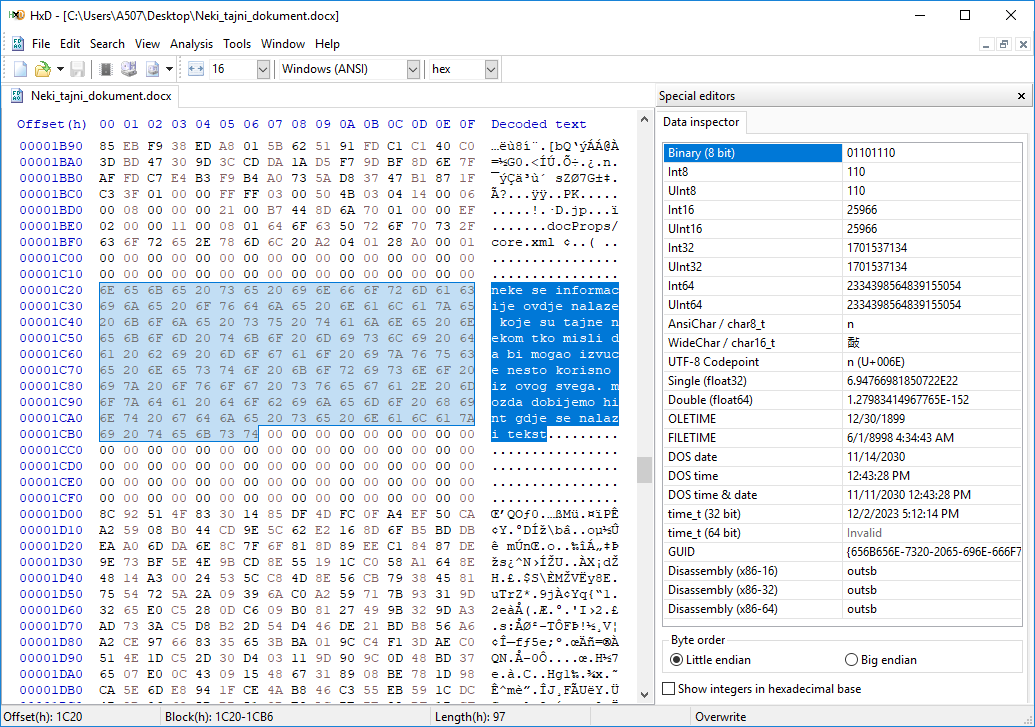 HxD - [C:\Users\A507\Desktop\Neki_tajni_dokument.docx]
File Edit Search View Analysis Tools Window Help
16 Windows (ANSI) hex
Neki_tajni_dokument.docx
Offset(h) 00 01 02 03 04 05 06 07 08 09 0A 0B 0C 0D 0E 0F Decoded text
00001B90 85 EB F9 38 ED A8 01 5B 62 51 91 FD C1 C1 40 C0 …ëù8í¨.[bQ‘ýÁÁ@À
00001BA0 3D BD 47 30 9D 3C CD DA 1A D5 F7 9D BF 8D 6E 7F =½G0.<ÍÚ.Õ÷.¿.n.
00001BB0 AF FD C7 E4 B3 F9 B4 A0 73 5A D8 37 47 B1 87 1F ¯ýÇä³ù´ sZØ7G±‡.
00001BC0 C3 3F 01 00 00 FF FF 03 00 50 4B 03 04 14 00 06 Ã?...ÿÿ..PK.....
00001BD0 00 08 00 00 00 21 00 B7 44 8D 6A 70 01 00 00 EF .....!.·D.jp...ï
00001BE0 02 00 00 11 00 08 01 64 6F 63 50 72 6F 70 73 2F .......docProps/
00001BF0 63 6F 72 65 2E 78 6D 6C 20 A2 04 01 28 A0 00 01 core.xml ¢..( ..
00001C00 00 00 00 00 00 00 00 00 00 00 00 00 00 00 00 00 ................
00001C10 00 00 00 00 00 00 00 00 00 00 00 00 00 00 00 00 ................
00001C20 6E 65 6B 65 20 73 65 20 69 6E 66 6F 72 6D 61 63 neke se informac
00001C30 69 6A 65 20 6F 76 64 6A 65 20 6E 61 6C 61 7A 65 ije ovdje nalaze
00001C40 20 6B 6F 6A 65 20 73 75 20 74 61 6A 6E 65 20 6E  koje su tajne n
00001C50 65 6B 6F 6D 20 74 6B 6F 20 6D 69 73 6C 69 20 64 ekom tko misli d
00001C60 61 20 62 69 20 6D 6F 67 61 6F 20 69 7A 76 75 63 a bi mogao izvuc
00001C70 65 20 6E 65 73 74 6F 20 6B 6F 72 69 73 6E 6F 20 e nesto korisno
00001C80 69 7A 20 6F 76 6F 67 20 73 76 65 67 61 2E 20 6D iz ovog svega. m
00001C90 6F 7A 64 61 20 64 6F 62 69 6A 65 6D 6F 20 68 69 ozda dobijemo hi
00001CA0 6E 74 20 67 64 6A 65 20 73 65 20 6E 61 6C 61 7A nt gdje se nalaz
00001CB0 69 20 74 65 6B 73 74 00 00 00 00 00 00 00 00 00 i tekst.........
00001CC0 00 00 00 00 00 00 00 00 00 00 00 00 00 00 00 00 ................
00001CD0 00 00 00 00 00 00 00 00 00 00 00 00 00 00 00 00 ................
00001CE0 00 00 00 00 00 00 00 00 00 00 00 00 00 00 00 00 ................
00001CF0 00 00 00 00 00 00 00 00 00 00 00 00 00 00 00 00 ................
00001D00 8C 92 51 4F 83 30 14 85 DF 4D FC 0F A4 EF 50 CA Œ’QOƒ0.…ßMü.¤ïPÊ
00001D10 A2 59 08 B0 44 CD 9E 5C 62 E2 16 8D 6F B5 BD DB ¢Y.°DÍž\bâ..oµ½Û
00001D20 EA A0 6D DA 6E 8C 7F 6F 81 8D 89 EE C1 84 87 DE ê mÚnŒ.o..‰îÁ„‡Þ
00001D30 9E 73 BF 5E 4E 9B CD 8E 55 19 1C C0 58 A1 64 8E žs¿^N›ÍŽU..ÀX¡dŽ
00001D40 48 14 A3 00 24 53 5C C8 4D 8E 56 CB 79 38 45 81 H.£.$S\ÈMŽVËy8E.
00001D50 75 54 72 5A 2A 09 39 6A C0 A2 59 71 7B 93 31 9D uTrZ*.9jÀ¢Yq{“1.
00001D60 32 65 E0 C5 28 0D C6 09 B0 81 27 49 9B 32 9D A3 2eàÅ(.Æ.°.'I›2.£
00001D70 AD 73 3A C5 D8 B2 2D 54 D4 46 DE 21 BD B8 56 A6 .s:ÅØ²-TÔFÞ!½¸V¦
00001D80 A2 CE 97 66 83 35 65 3B BA 01 9C C4 F1 3D AE C0 ¢Î—fƒ5e;º.œÄñ=®À
00001D90 51 4E 1D C5 2D 30 D4 03 11 9D 90 9C 0D 48 BD 37 QN.Å-0Ô....œ.H½7
00001DA0 65 07 E0 0C 43 09 15 48 67 31 89 08 BE 78 1D 98 e.à.C..Hg1‰.¾x.˜
00001DB0 CA 5E 6D E8 94 1F CE 4A B8 46 C3 55 EB 59 1C DC Ê^mè”.ÎJ¸FÃUëY.Ü
Special editors
Data inspector
Binary (8 bit) 01101110
Int8 110
UInt8 110
Int16 25966
UInt16 25966
Int32 1701537134
UInt32 1701537134
Int64 2334398564839155054
UInt64 2334398564839155054
AnsiChar / char8_t n
WideChar / char16_t 敮
UTF-8 Codepoint n (U+006E)
Single (float32) 6.94766981850722E22
Double (float64) 1.27983414967765E-152
OLETIME 12/30/1899
FILETIME 6/1/8998 4:34:43 AM
DOS date 11/14/2030
DOS time 12:43:28 PM
DOS time & date 11/11/2030 12:43:28 PM
time_t (32 bit) 12/2/2023 5:12:14 PM
time_t (64 bit) Invalid
GUID {656B656E-7320-2065-696E-666F7
Disassembly (x86-16) outsb
Disassembly (x86-32) outsb
Disassembly (x86-64) outsb
Byte order
Little endian Big endian
Show integers in hexadecimal base
Offset(h): 1C20 Block(h): 1C20-1CB6 Length(h): 97 Overwrite